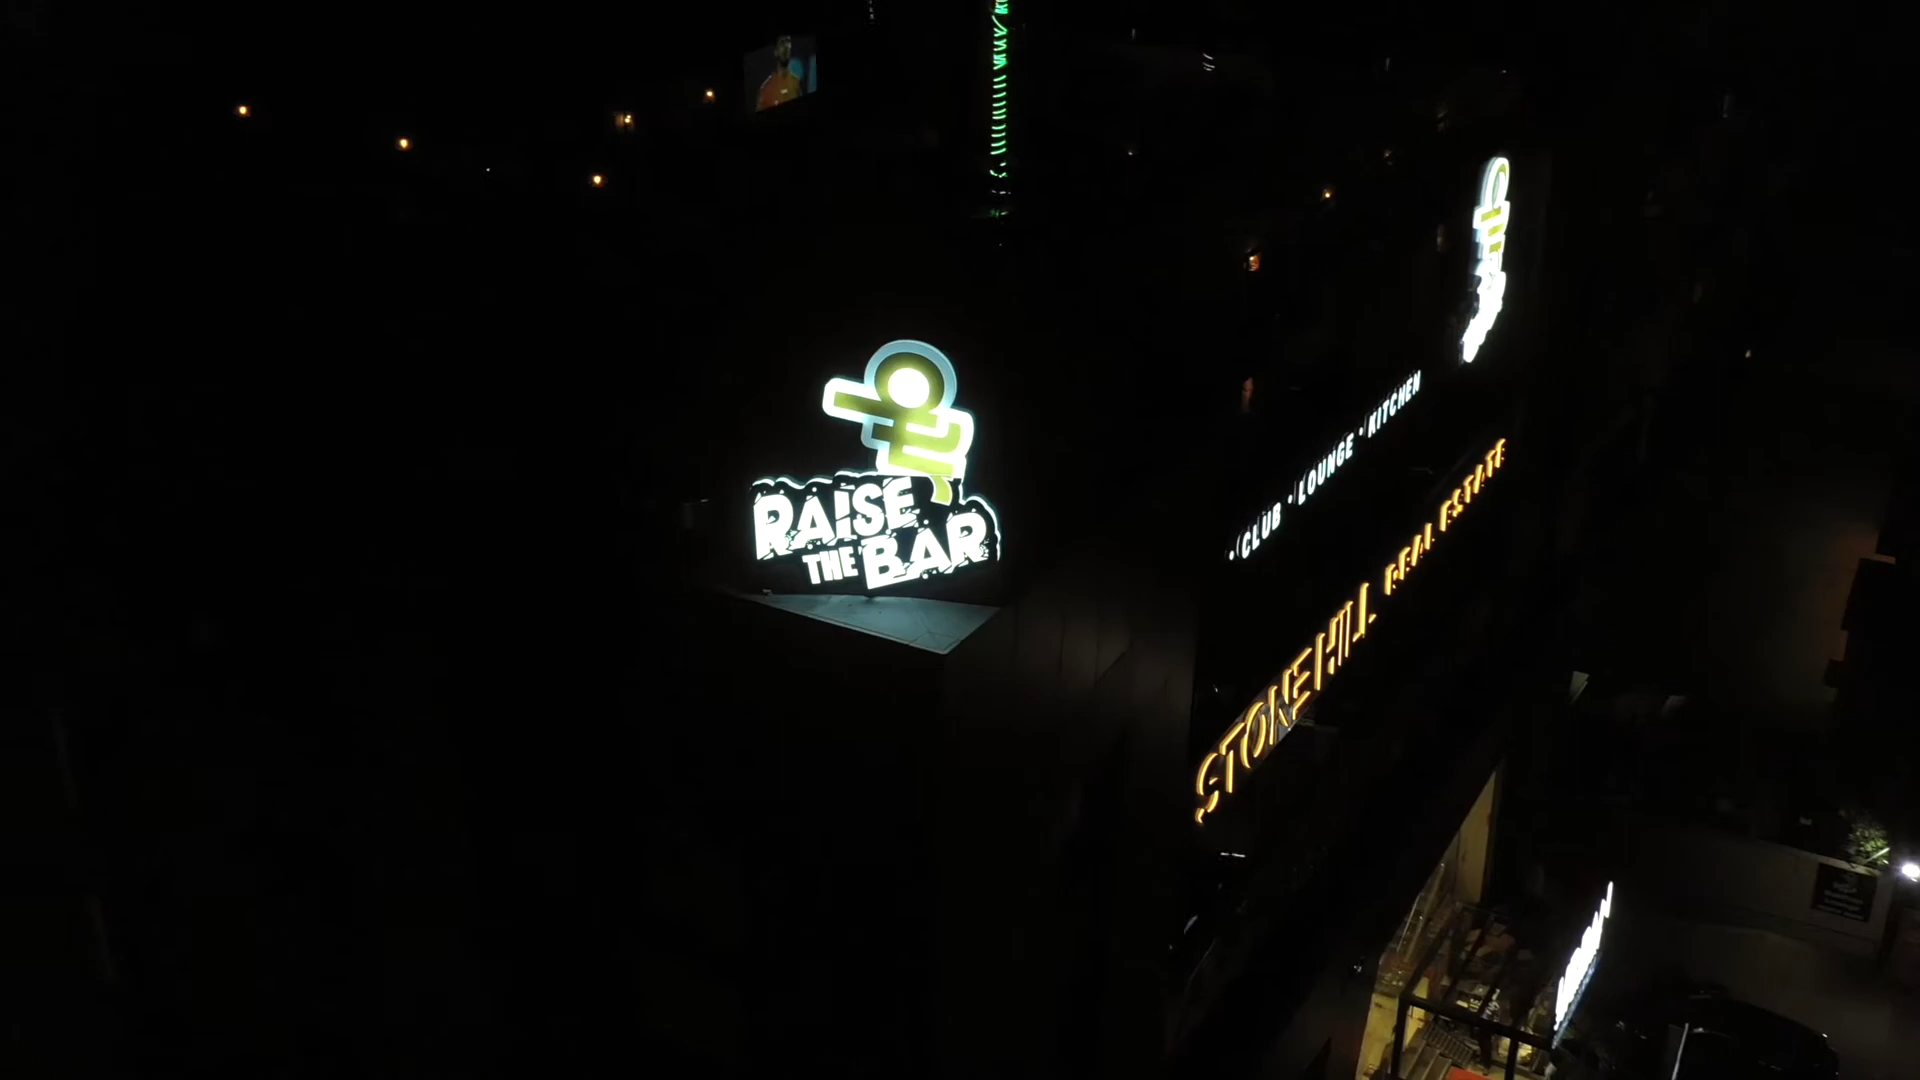 RAISE
THE BAR
• CLUB • LOUNGE • KITCHEN
STONEHILL REAL ESTATE